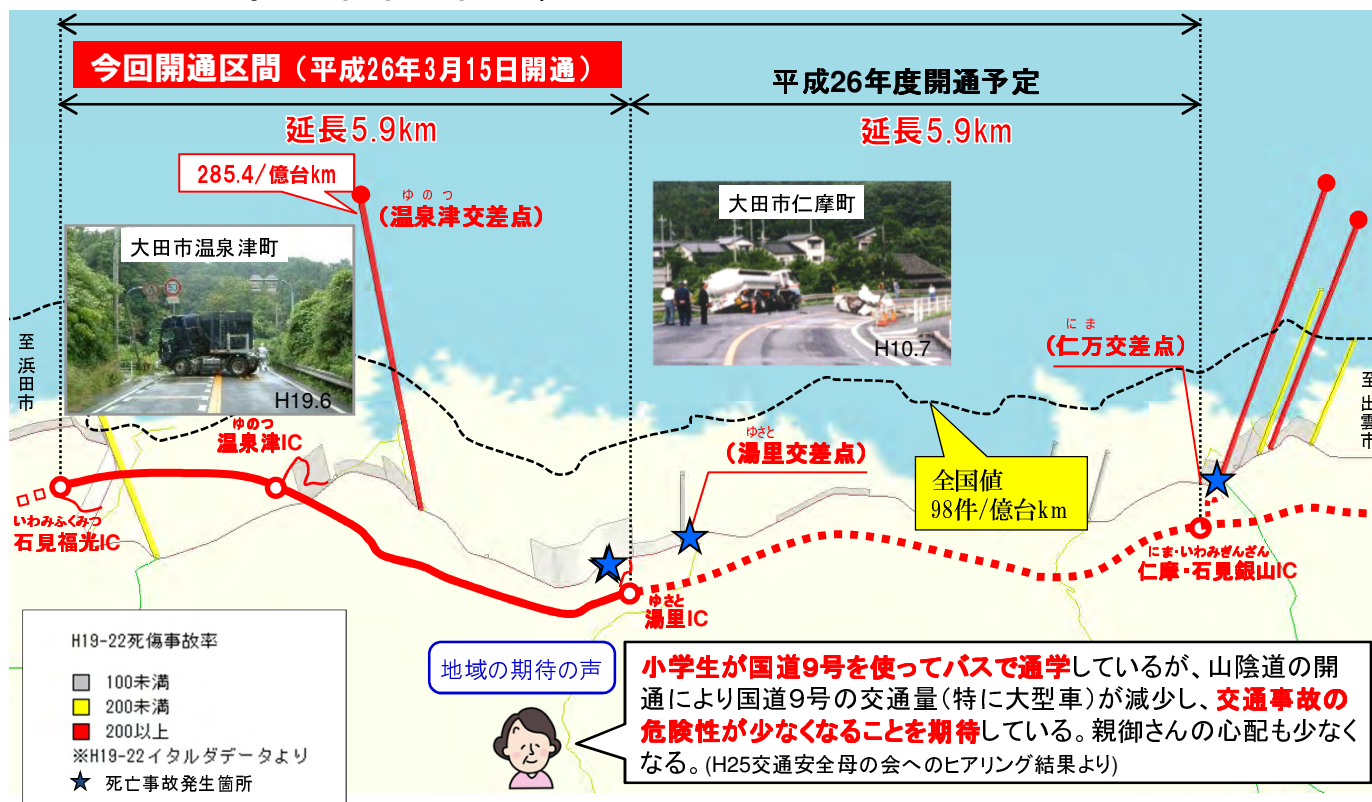 今回開通区間（平成26年3月15日開通）
平成26年度開通予定
延長5.9km
延長5.9km
285.4/億台km
ゆのつ
（温泉津交差点）
大田市温泉津町
H19.6
大田市仁摩町
H10.7
にま
（仁万交差点）
至浜田市
至出雲市
ゆのつ
温泉津IC
ゆさと
（湯里交差点）
全国値
98件/億台km
いわみふくみつ
石見福光IC
にま・いわみぎんざん
仁摩・石見銀山IC
ゆさと
湯里IC
H19-22死傷事故率
100未満
200未満
200以上
※H19-22イタルダデータより
★ 死亡事故発生箇所
地域の期待の声
小学生が国道9号を使ってバスで通学しているが、山陰道の開
通により国道9号の交通量（特に大型車）が減少し、交通事故の
危険性が少なくなることを期待している。親御さんの心配も少なく
なる。(H25交通安全母の会へのヒアリング結果より)